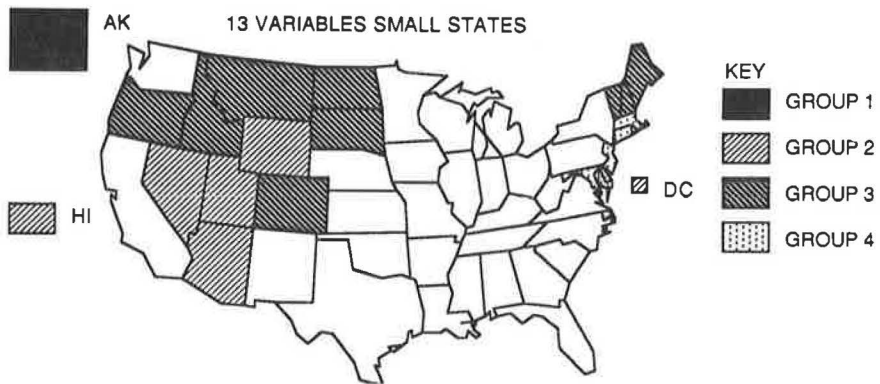 AK
13 VARIABLES SMALL STATES
KEY
GROUP 1
GROUP 2
HI
DC
GROUP 3
GROUP 4